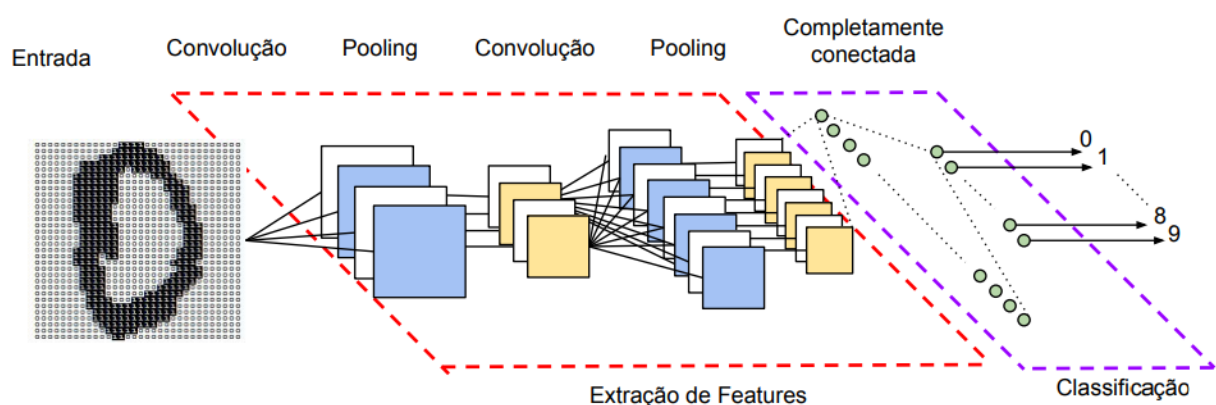 Entrada
Convolução
Pooling
Convolução
Pooling
Completamente
conectada
0
1
8
9
Extração de Features
Classificação